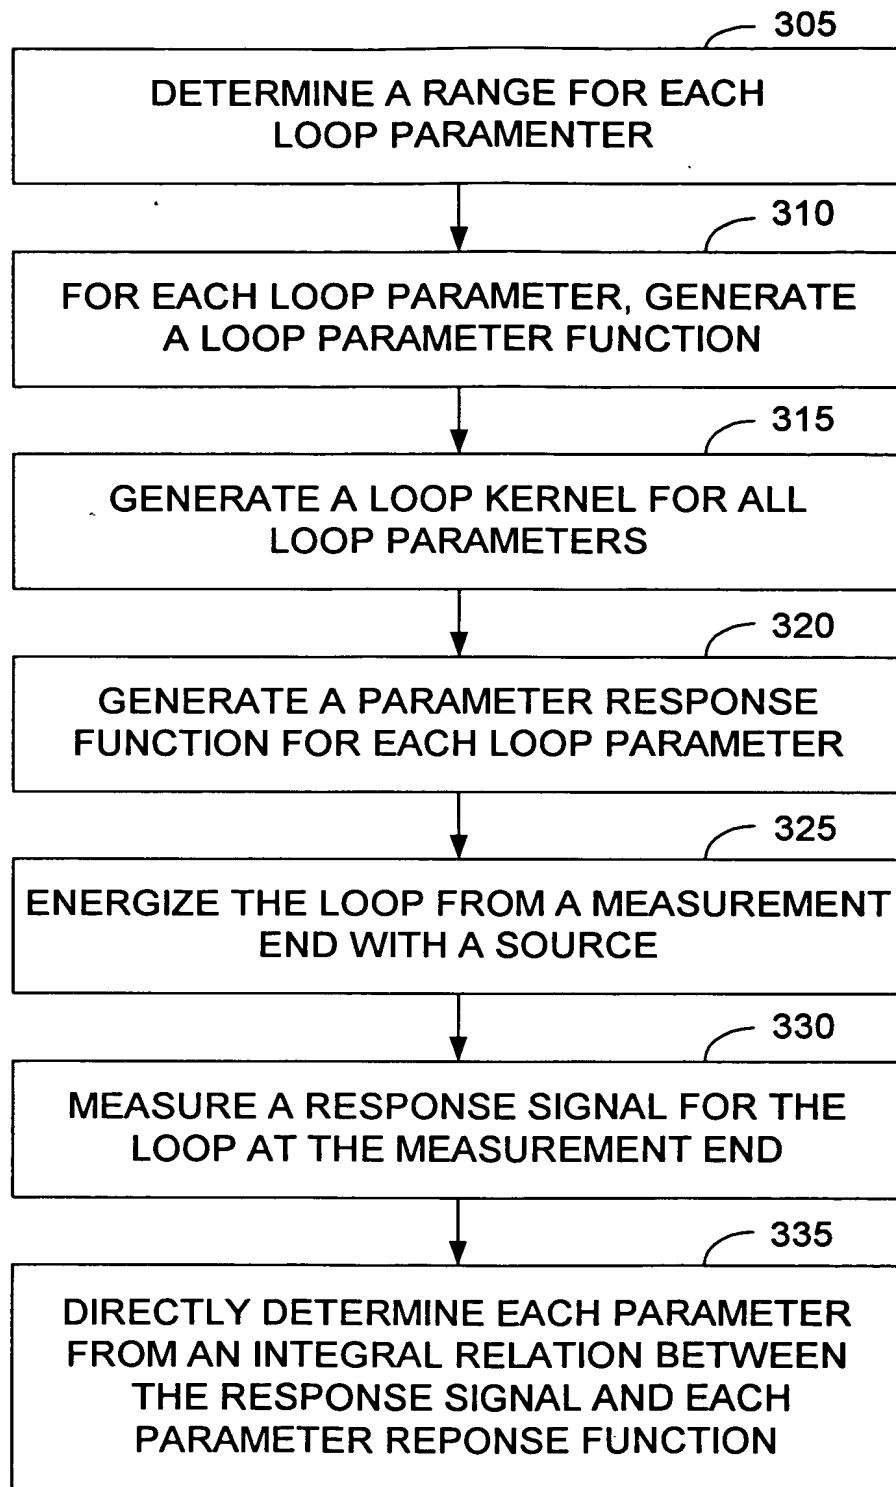 305
DETERMINE A RANGE FOR EACH
LOOP PARAMENTER
310
FOR EACH LOOP PARAMETER, GENERATE
A LOOP PARAMETER FUNCTION
315
GENERATE A LOOP KERNEL FOR ALL
LOOP PARAMETERS
320
GENERATE A PARAMETER RESPONSE
FUNCTION FOR EACH LOOP PARAMETER
325
ENERGIZE THE LOOP FROM A MEASUREMENT
END WITH A SOURCE
330
MEASURE A RESPONSE SIGNAL FOR THE
LOOP AT THE MEASUREMENT END
335
DIRECTLY DETERMINE EACH PARAMETER
FROM AN INTEGRAL RELATION BETWEEN
THE RESPONSE SIGNAL AND EACH
PARAMETER REPONSE FUNCTION